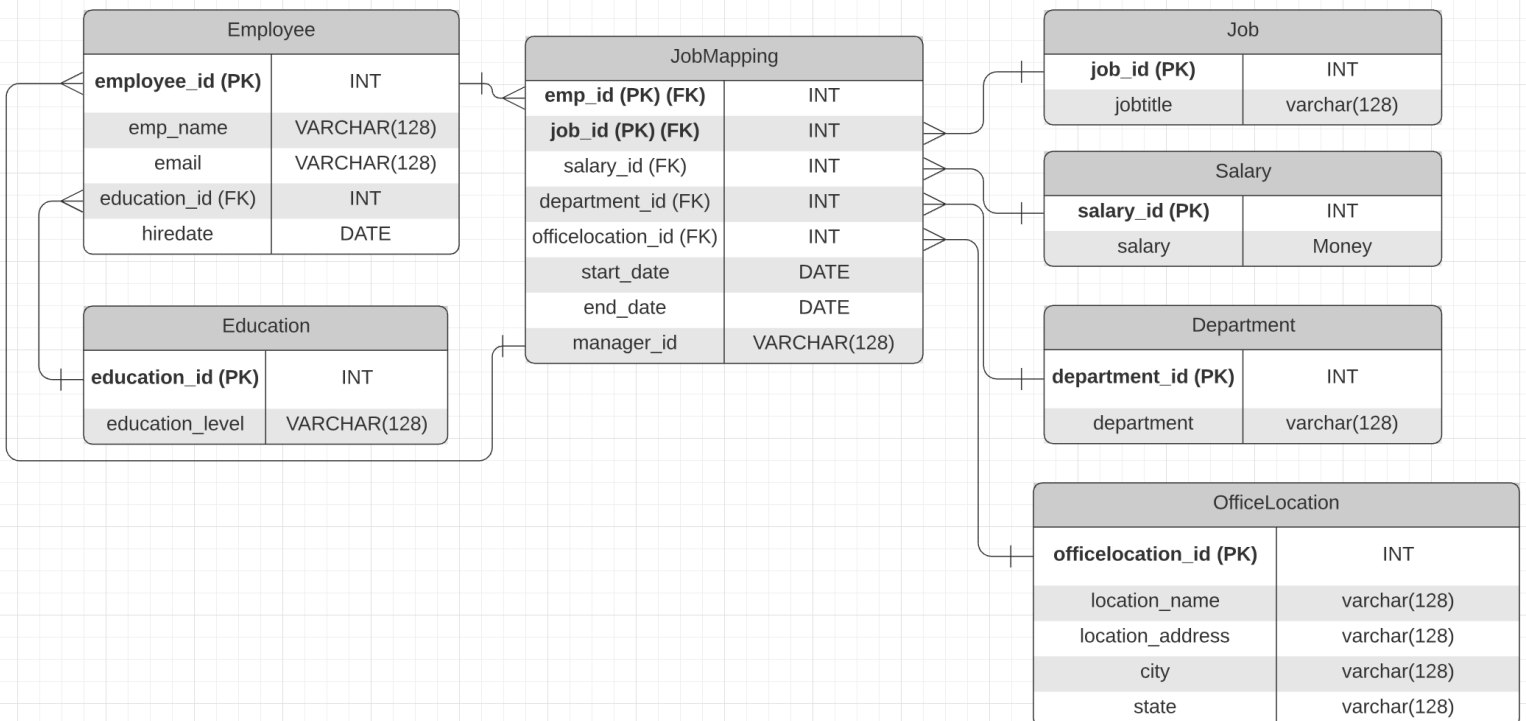 Employee
employee_id (PK) INT
emp_name VARCHAR(128)
email VARCHAR(128)
education_id (FK) INT
hiredate DATE
Education
education_id (PK) INT
education_level VARCHAR(128)
JobMapping
emp_id (PK) (FK) INT
job_id (PK) (FK) INT
salary_id (FK) INT
department_id (FK) INT
officelocation_id (FK) INT
start_date DATE
end_date DATE
manager_id VARCHAR(128)
Job
job_id (PK) INT
jobtitle varchar(128)
Salary
salary_id (PK) INT
salary Money
Department
department_id (PK) INT
department varchar(128)
OfficeLocation
officelocation_id (PK) INT
location_name varchar(128)
location_address varchar(128)
city varchar(128)
state varchar(128)